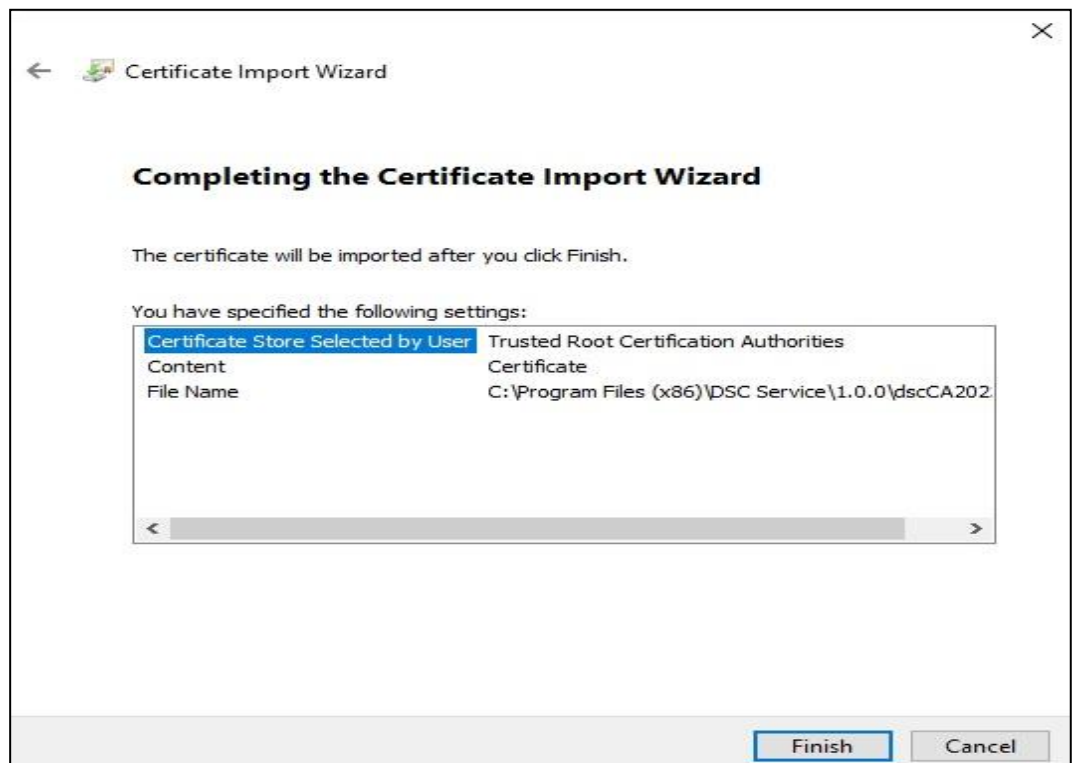 Certificate Import Wizard
Completing the Certificate Import Wizard
The certificate will be imported after you click Finish.
You have specified the following settings:
Certificate Store Selected by User Trusted Root Certification Authorities
Content Certificate
File Name C:\Program Files (x86)\DSC Service\1.0.0\dscCA202
Finish Cancel